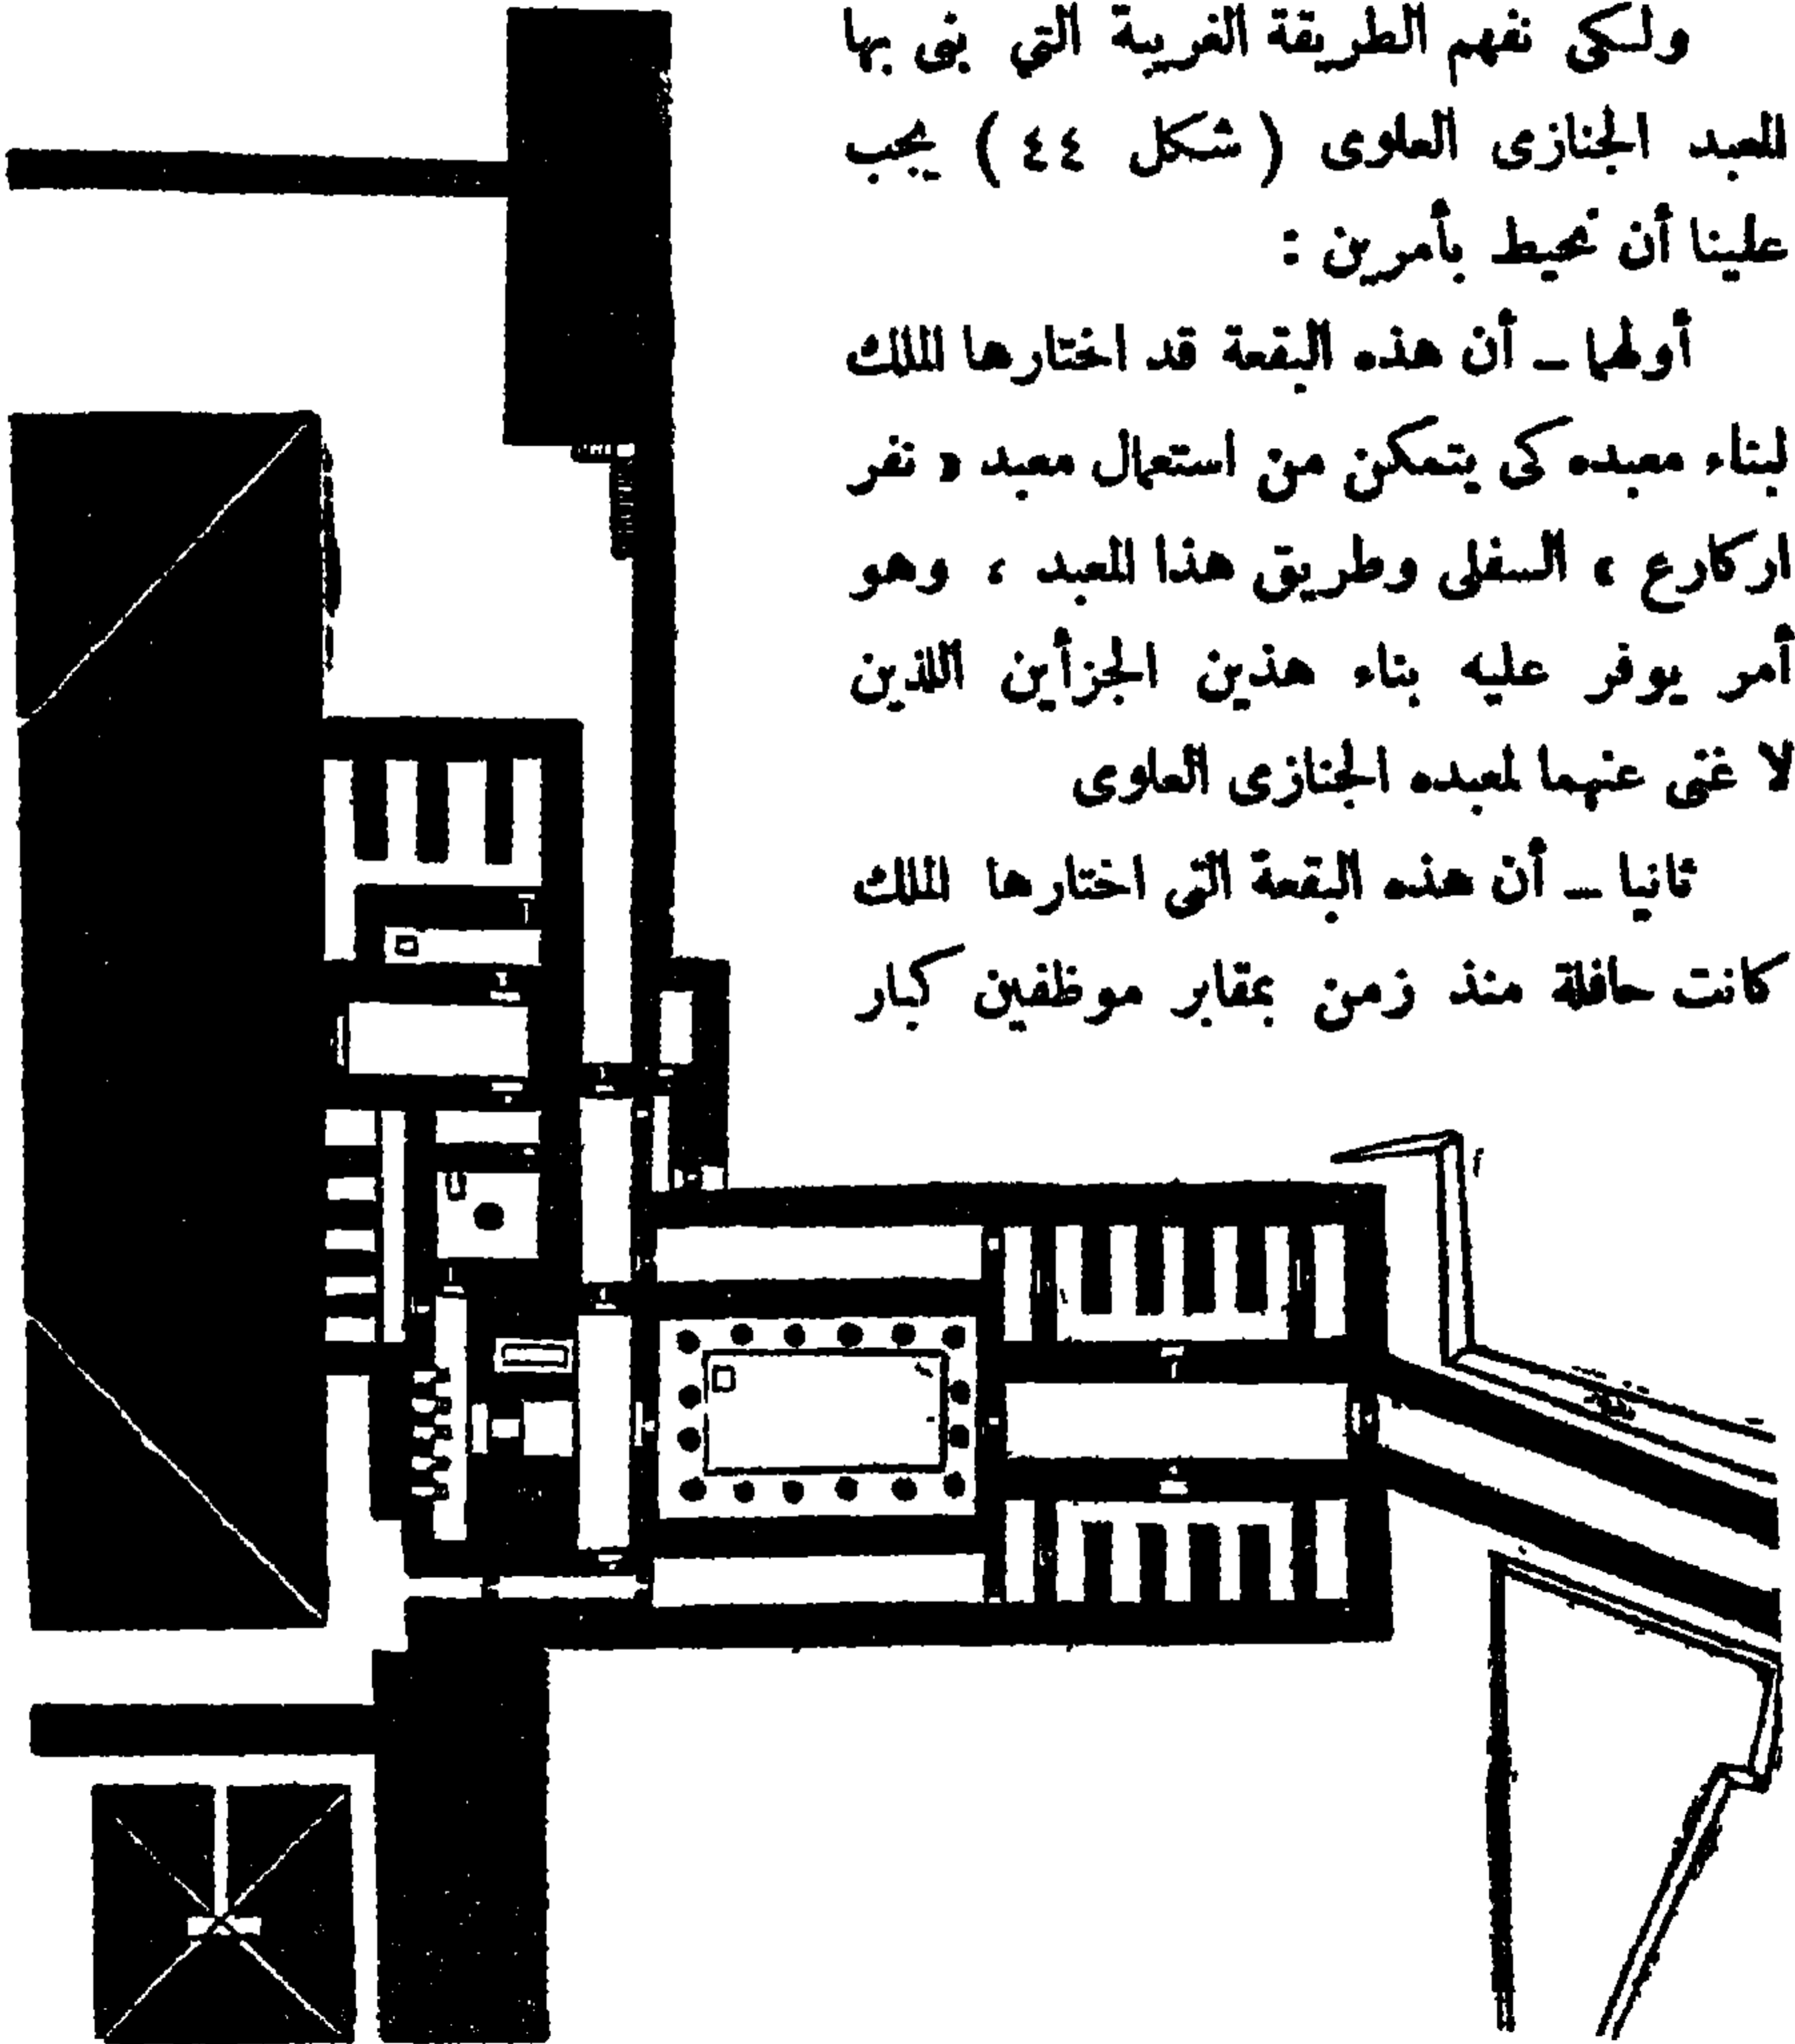 ولكى نفهم الطريقة الغريبة التى بنى بها
المعبد الجنازى العلوى (شكل ٤٤) يجب
علينا أن نحيط بأمرين :
أولهما – أن هذه البقعة قد اختارها الملك
لبناء معبده كى يتمكن من استعمال معبد « نفر
اركارع » السفلى وطريق هذا المعبد ، وهو
أمر يوفر عليه بناء هذين الجزأين اللذين
لا غنى عنهما لمعبده الجنازى العلوى
ثانيا – أن هذه البقعة التى اختارها الملك
كانت حافلة منذ زمن بمقابر موظفين كبار